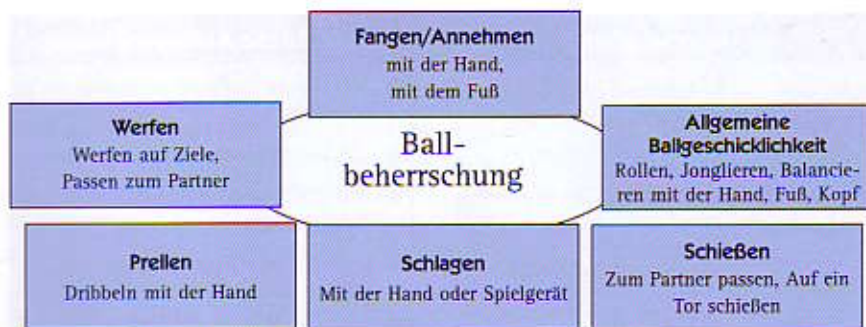 Fangen/Annehmen
mit der Hand,
mit dem Fuß
Werfen
Werfen auf Ziele,
Passen zum Partner
Ball-
beherrschung
Allgemeine
Ballgeschicklichkeit
Rollen, Jonglieren, Balancie-
ren mit der Hand, Fuß, Kopf
Prellen
Dribbeln mit der Hand
Schlagen
Mit der Hand oder Spielgerät
Schießen
Zum Partner passen, Auf ein
Tor schießen